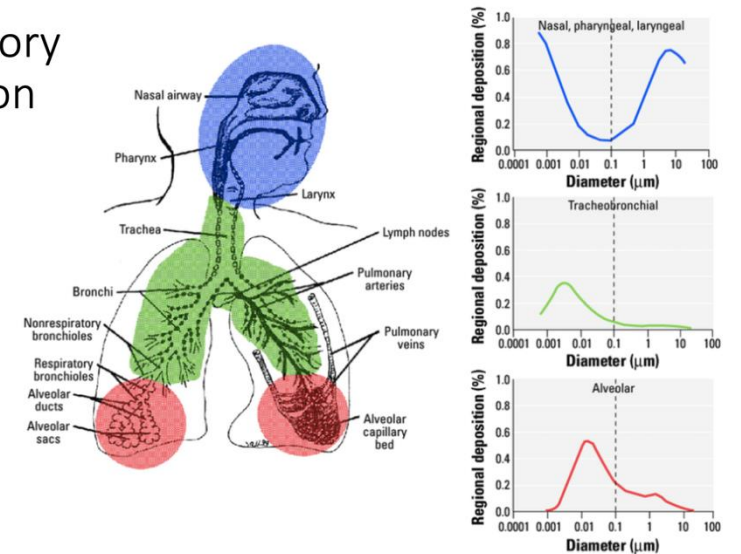 ory
on
Nasal airway
Pharynx
Larynx
Trachea
Lymph nodes
Pulmonary
arteries
Bronchi
Nonrespiratory
bronchioles
Pulmonary
veins
Respiratory
bronchioles
Alveolar
ducts
Alveolar
sacs
Alveolar
capillary
bed
Regional deposition (%)
1.0
0.8
0.6
0.4
0.2
0.0
Nasal, pharyngeal, laryngeal
0.0001 0.001 0.01 0.1 1 10 100
Diameter (μm)
Regional deposition (%)
1.0
0.8
0.6
0.4
0.2
0.0
Tracheobronchial
0.0001 0.001 0.01 0.1 1 10 100
Diameter (μm)
Regional deposition (%)
1.0
0.8
0.6
0.4
0.2
0.0
Alveolar
0.0001 0.001 0.01 0.1 1 10 100
Diameter (μm)